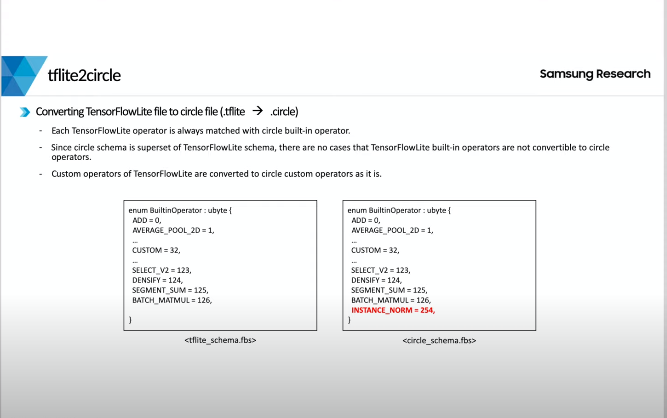 tflite2circle
Samsung Research
Converting TensorFlowLite file to circle file (.tflite → .circle)
- Each TensorFlowLite operator is always matched with circle built-in operator.
- Since circle schema is superset of TensorFlowLite schema, there are no cases that TensorFlowLite built-in operators are not convertible to circle
operators.
- Custom operators of TensorFlowLite are converted to circle custom operators as it is.
enum BuiltinOperator : ubyte {
ADD = 0,
AVERAGE_POOL_2D = 1,
...
CUSTOM = 32,
...
SELECT_V2 = 123,
DENSIFY = 124,
SEGMENT_SUM = 125,
BATCH_MATMUL = 126,
}
<tflite_schema.fbs>
enum BuiltinOperator : ubyte {
ADD = 0,
AVERAGE_POOL_2D = 1,
...
CUSTOM = 32,
...
SELECT_V2 = 123,
DENSIFY = 124,
SEGMENT_SUM = 125,
BATCH_MATMUL = 126,
INSTANCE_NORM = 254,
}
<circle_schema.fbs>